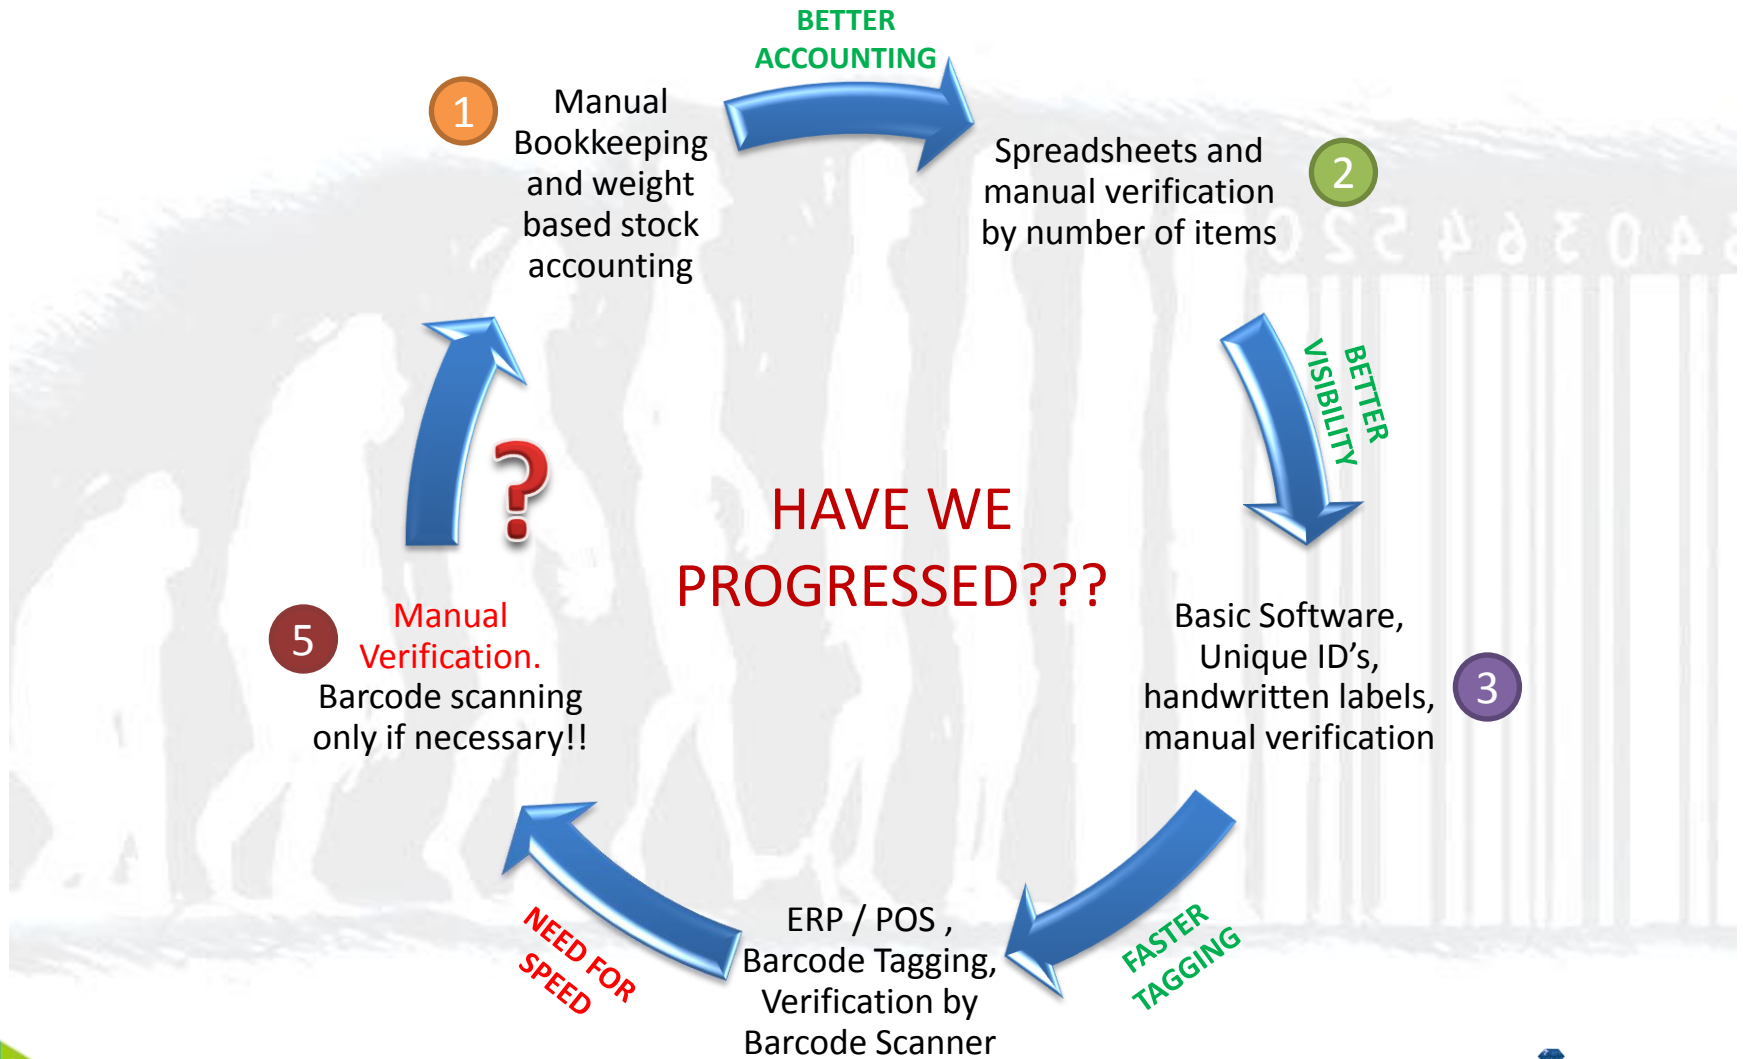 BETTER
ACCOUNTING
1
Manual
Bookkeeping
and weight
based stock
accounting
Spreadsheets and
manual verification
by number of items
2
BETTER
VISIBILITY
HAVE WE
PROGRESSED???
?
Basic Software,
Unique ID's,
handwritten labels,
manual verification
3
FASTER
TAGGING
ERP / POS ,
Barcode Tagging,
Verification by
Barcode Scanner
NEED FOR
SPEED
5
Manual
Verification.
Barcode scanning
only if necessary!!